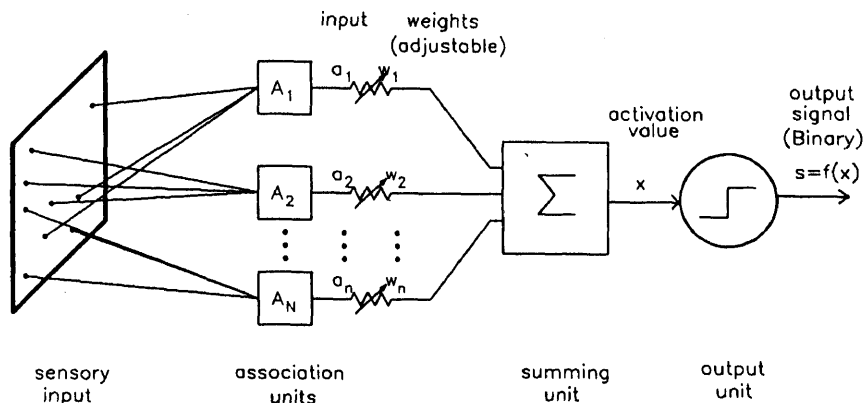 input weights
(adjustable)
A1 a1 w1
activation
value
output
signal
(Binary)
A2 a2 w2
Σ
x
s=f(x)
AN an wn
sensory
input
association
units
summing
unit
output
unit